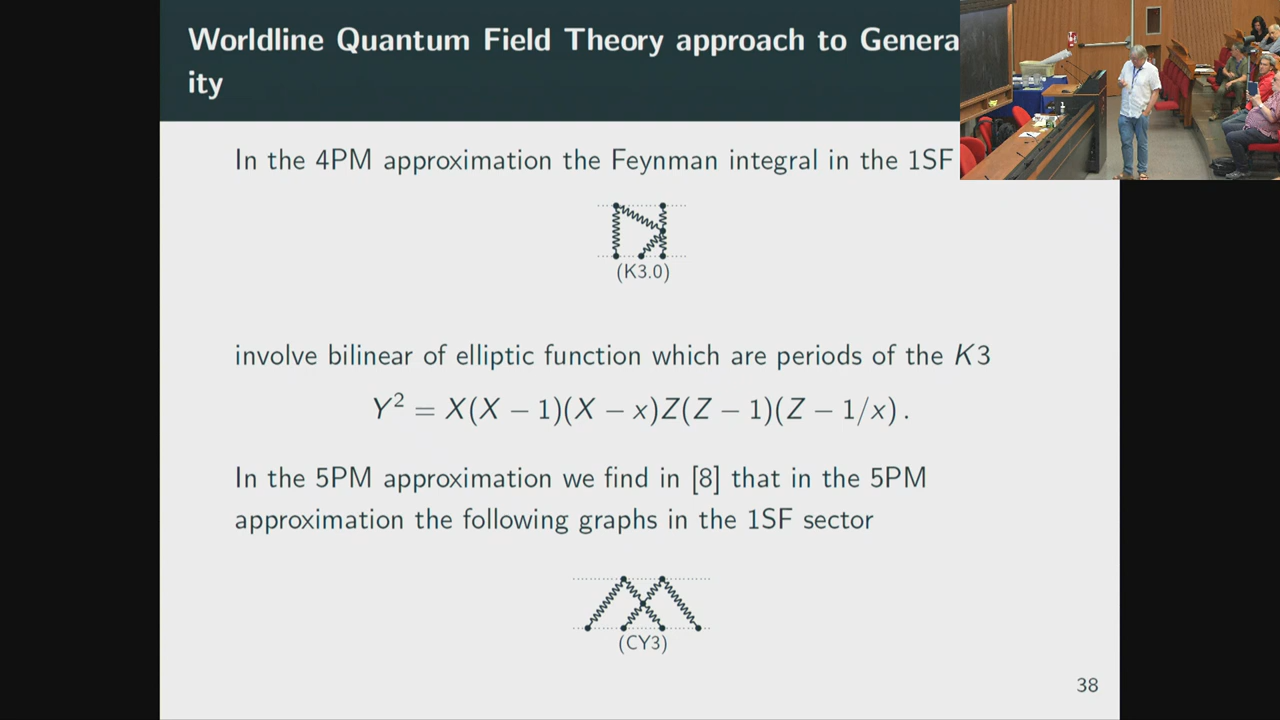 Worldline Quantum Field Theory approach to Genera
ity
In the 4PM approximation the Feynman integral in the 1SF
(K3.0)
involve bilinear of elliptic function which are periods of the K3
Y² = X(X − 1)(X − x)Z(Z − 1)(Z − 1/x) .
In the 5PM approximation we find in [8] that in the 5PM
approximation the following graphs in the 1SF sector
(CY3)
38